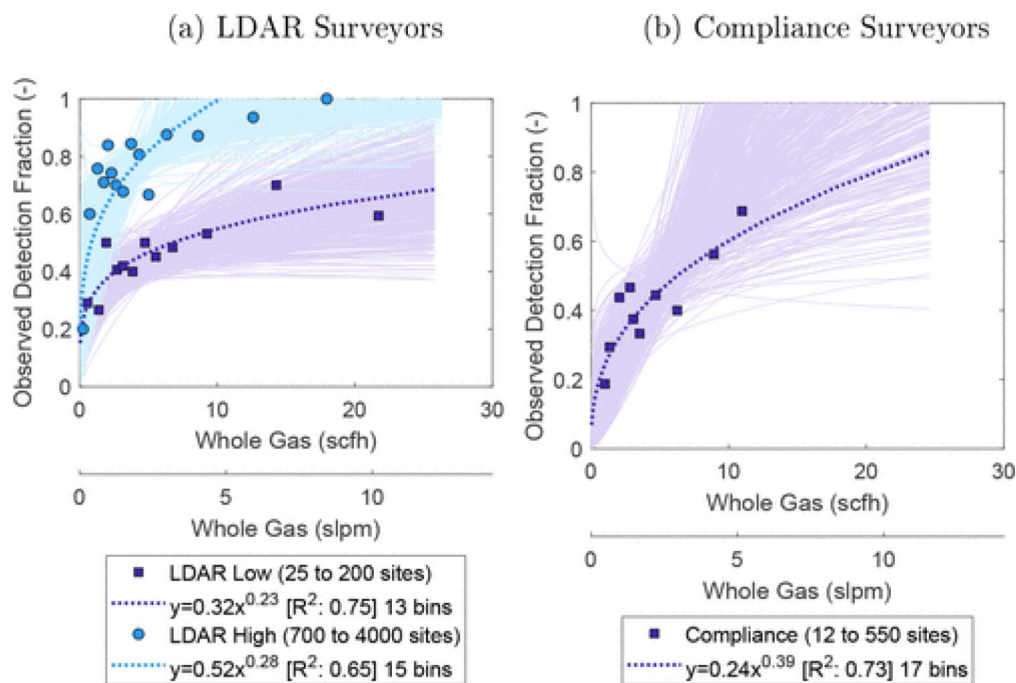 (a) LDAR Surveyors
Observed Detection Fraction (-)
1
0.8
0.6
0.4
0.2
0
0 10 20 30
Whole Gas (scfh)
0 5 10
Whole Gas (slpm)
LDAR Low (25 to 200 sites)
y=0.32x^0.23 [R²: 0.75] 13 bins
LDAR High (700 to 4000 sites)
y=0.52x^0.28 [R²: 0.65] 15 bins
(b) Compliance Surveyors
Observed Detection Fraction (-)
1
0.8
0.6
0.4
0.2
0
0 10 20 30
Whole Gas (scfh)
0 5 10
Whole Gas (slpm)
Compliance (12 to 550 sites)
y=0.24x^0.39 [R²: 0.73] 17 bins